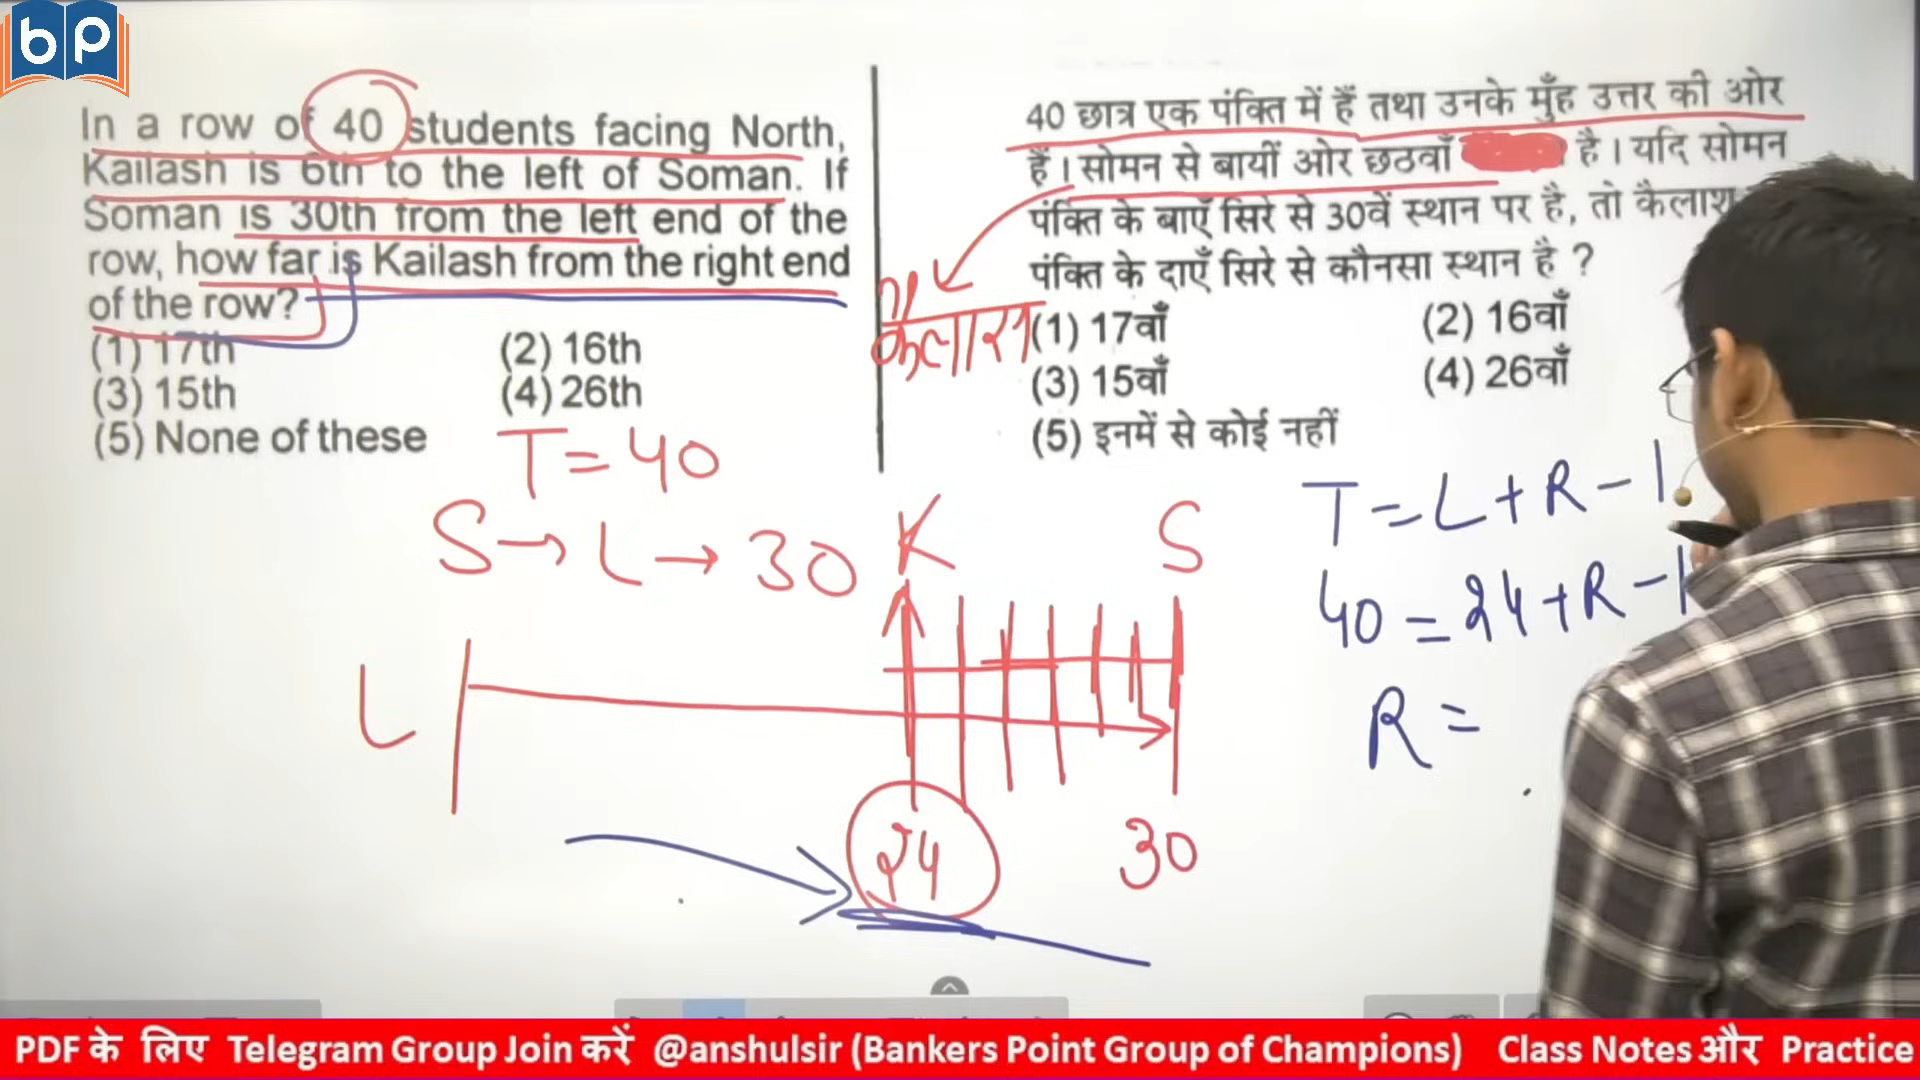 bp
In a row of 40 students facing North,
Kailash is 6th to the left of Soman. If
Soman is 30th from the left end of the
row, how far is Kailash from the right end
of the row?
(1) 17th
(2) 16th
(3) 15th
(4) 26th
(5) None of these
40 छात्र एक पंक्ति में हैं तथा उनके मुँह उत्तर की ओर
हैं। सोमन से बायीं ओर छठवाँ है। यदि सोमन
पंक्ति के बाएँ सिरे से 30वें स्थान पर है, तो कैलाश
पंक्ति के दाएँ सिरे से कौनसा स्थान है ?
(1) 17वाँ
(2) 16वाँ
(3) 15वाँ
(4) 26वाँ
(5) इनमें से कोई नहीं
T = 40
S → L → 30
K
S
L
24
30
T = L + R - 1
40 = 24 + R - 1
R =
PDF के लिए Telegram Group Join करें @anshulsir (Bankers Point Group of Champions) Class Notes और Practice